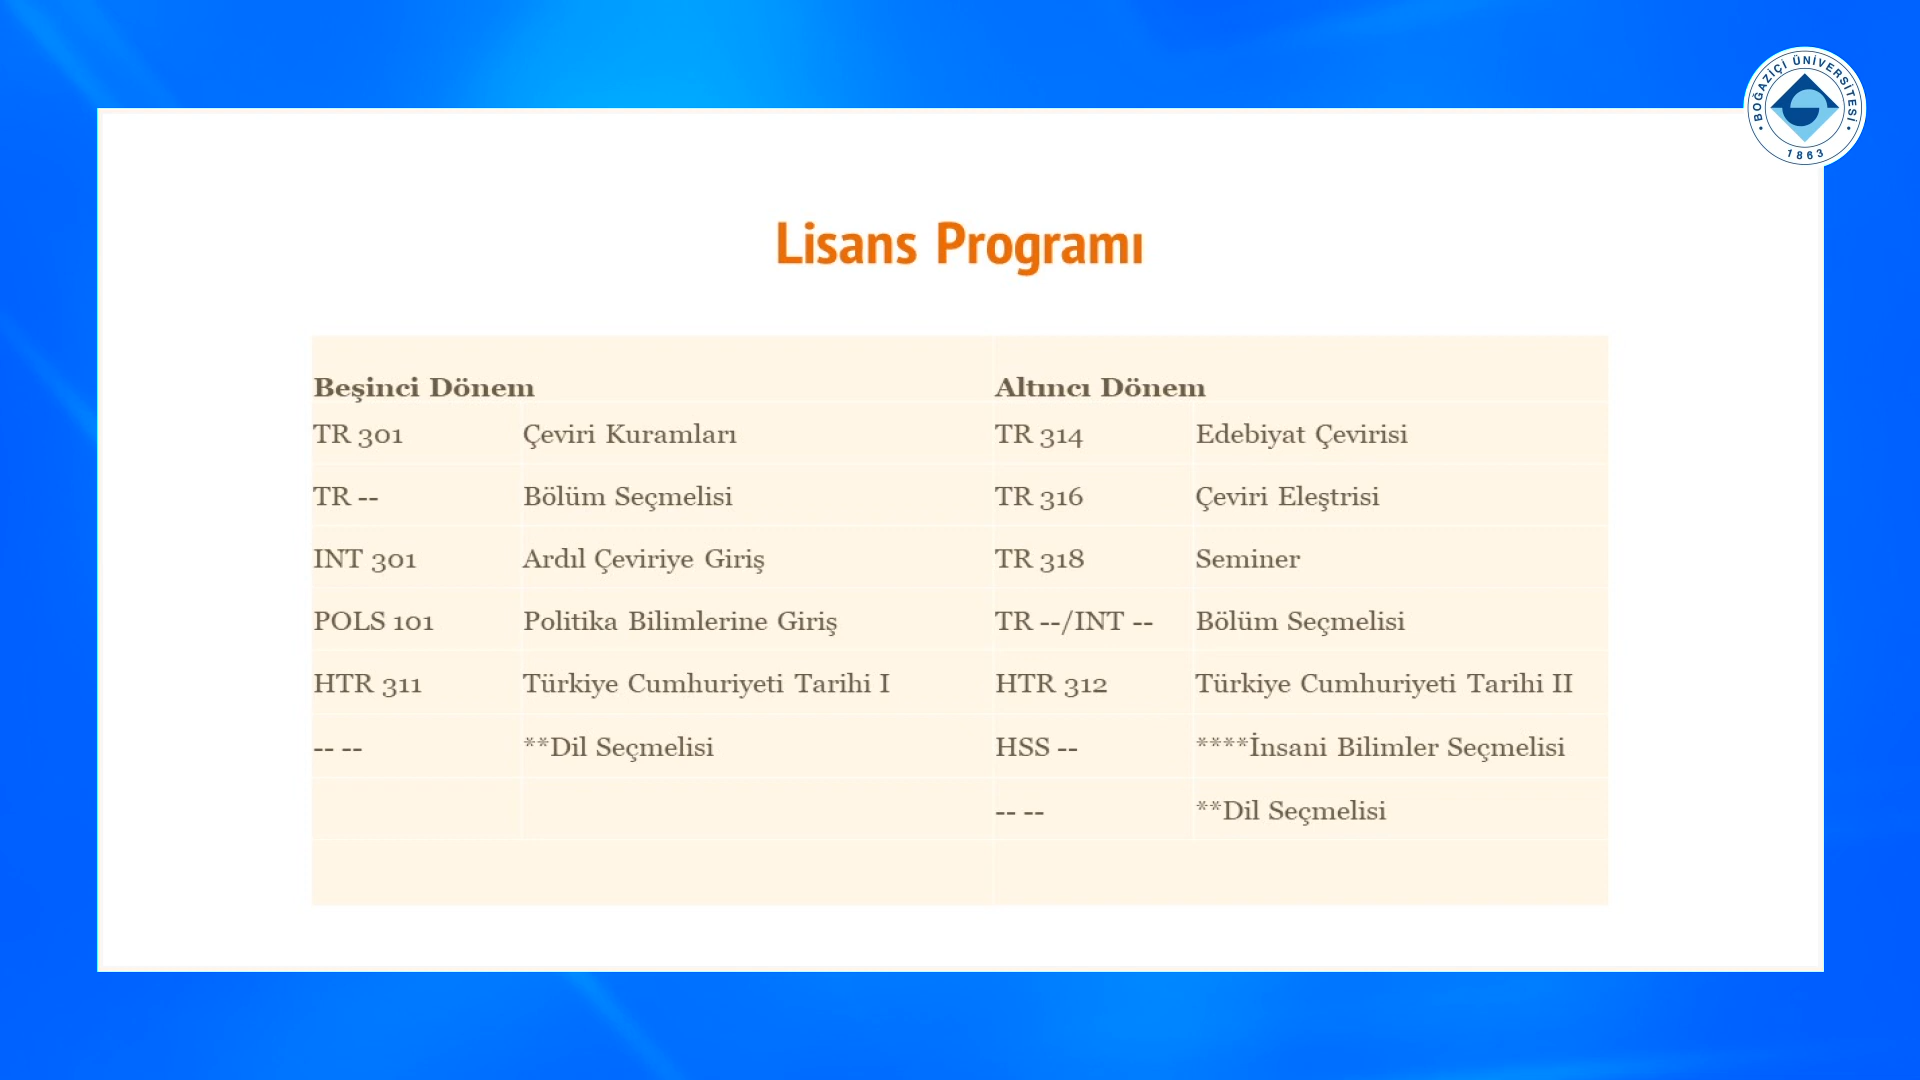 BOĞAZİÇİ ÜNİVERSİTESİ
1863
Lisans Programı
Beşinci Dönem Altıncı Dönem
TR 301 Çeviri Kuramları TR 314 Edebiyat Çevirisi
TR -- Bölüm Seçmelisi TR 316 Çeviri Eleştrisi
INT 301 Ardıl Çeviriye Giriş TR 318 Seminer
POLS 101 Politika Bilimlerine Giriş TR --/INT -- Bölüm Seçmelisi
HTR 311 Türkiye Cumhuriyeti Tarihi I HTR 312 Türkiye Cumhuriyeti Tarihi II
-- -- **Dil Seçmelisi HSS -- ****İnsani Bilimler Seçmelisi
-- -- **Dil Seçmelisi